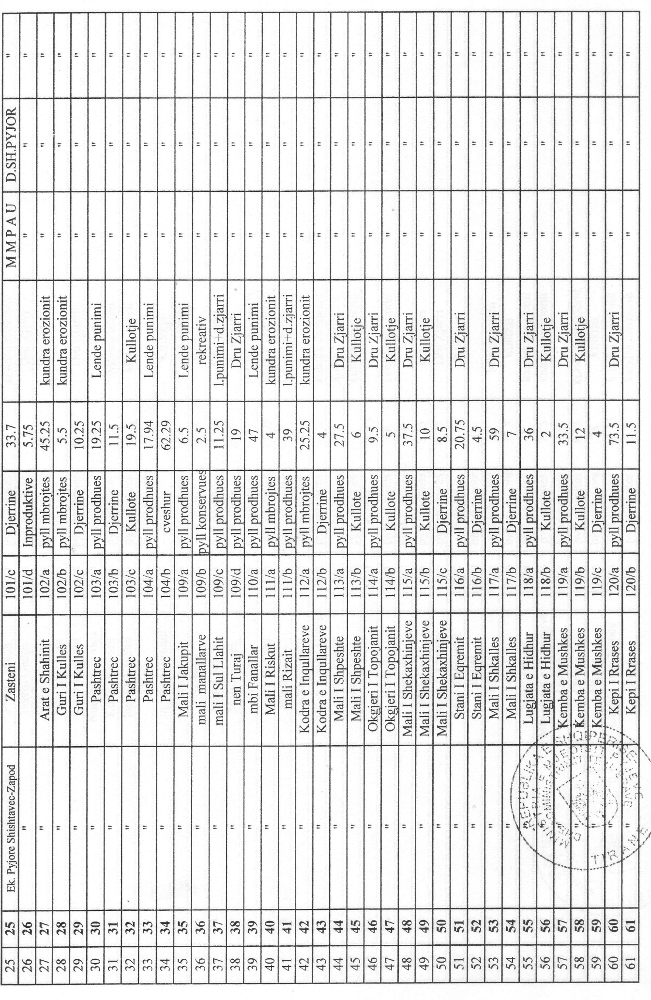 25 25 Ek. Pyjore Shishtavec-Zapod Zasteni 101/c Djerrine 33.7 M M P A U D.SH.PYJOR "
26 26 " 101/d Inproduktive 5.75 " " "
27 27 " Arat e Shahinit 102/a pyll mbrojtes 45.25 kundra erozionit " " "
28 28 " Guri I Kulles 102/b pyll mbrojtes 5.5 kundra erozionit " " "
29 29 " Guri I Kulles 102/c Djerrine 10.25 " " "
30 30 " Pashtrec 103/a pyll prodhues 19.25 Lende punimi " " "
31 31 " Pashtrec 103/b Djerrine 11.5 " " "
32 32 " Pashtrec 103/c Kullote 19.5 Kullotje " " "
33 33 " Pashtrec 104/a pyll prodhues 17.94 Lende punimi " " "
34 34 " Pashtrec 104/b cveshur 62.29 " " "
35 35 " Mali I Jakupit 109/a pyll prodhues 6.5 Lende punimi " " "
36 36 " mali manallarve 109/b pyll konservues 2.5 rekreativ " " "
37 37 " mali I Sul Llahit 109/c pyll prodhues 11.25 l.punimi+d.zjarri " " "
38 38 " nen Turaj 109/d pyll prodhues 19 Dru Zjarri " " "
39 39 " mbi Fanallar 110/a pyll prodhues 47 Lende punimi " " "
40 40 " Mali I Riskut 111/a pyll mbrojtes 4 kundra erozionit " " "
41 41 " mali Rizait 111/b pyll prodhues 39 l.punimi+d.zjarri " " "
42 42 " Kodra e Inqullareve 112/a pyll mbrojtes 25.25 kundra erozionit " " "
43 43 " Kodra e Inqullareve 112/b Djerrine 4 " " "
44 44 " Mali I Shpeshte 113/a pyll prodhues 27.5 Dru Zjarri " " "
45 45 " Mali I Shpeshte 113/b Kullote 6 Kullotje " " "
46 46 " Okgjeri I Topojanit 114/a pyll prodhues 9.5 Dru Zjarri " " "
47 47 " Okgjeri I Topojanit 114/b Kullote 5 Kullotje " " "
48 48 " Mali I Shekaxhinjeve 115/a pyll prodhues 37.5 Dru Zjarri " " "
49 49 " Mali I Shekaxhinjeve 115/b Kullote 10 Kullotje " " "
50 50 " Mali I Shekaxhinjeve 115/c Djerrine 8.5 " " "
51 51 " Stani I Eqremit 116/a pyll prodhues 20.75 Dru Zjarri " " "
52 52 " Stani I Eqremit 116/b Djerrine 4.5 " " "
53 53 " Mali I Shkalles 117/a pyll prodhues 59 Dru Zjarri " " "
54 54 " Mali I Shkalles 117/b Djerrine 7 " " "
55 55 " Lugjata e Hidhur 118/a pyll prodhues 36 Dru Zjarri " " "
56 56 " Lugjata e Hidhur 118/b Kullote 2 Kullotje " " "
57 57 " Kemba e Mushkes 119/a pyll prodhues 33.5 Dru Zjarri " " "
58 58 " Kemba e Mushkes 119/b Kullote 12 Kullotje " " "
59 59 " Kemba e Mushkes 119/c Djerrine 4 " " "
60 60 " Kepi I Rrases 120/a pyll prodhues 73.5 Dru Zjarri " " "
61 61 " Kepi I Rrases 120/b Djerrine 11.5 " " "
REPUBLIKA E SHQIPERISE
TIRANE